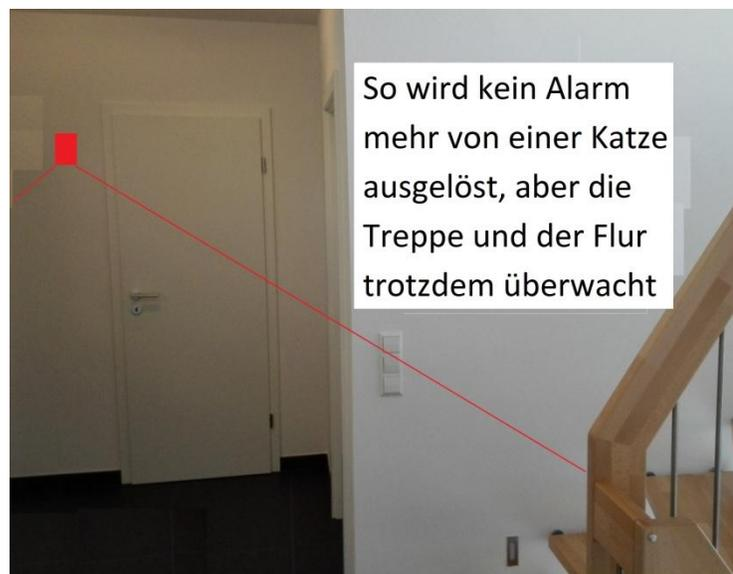 So wird kein Alarm
mehr von einer Katze
ausgelöst, aber die
Treppe und der Flur
trotzdem überwacht